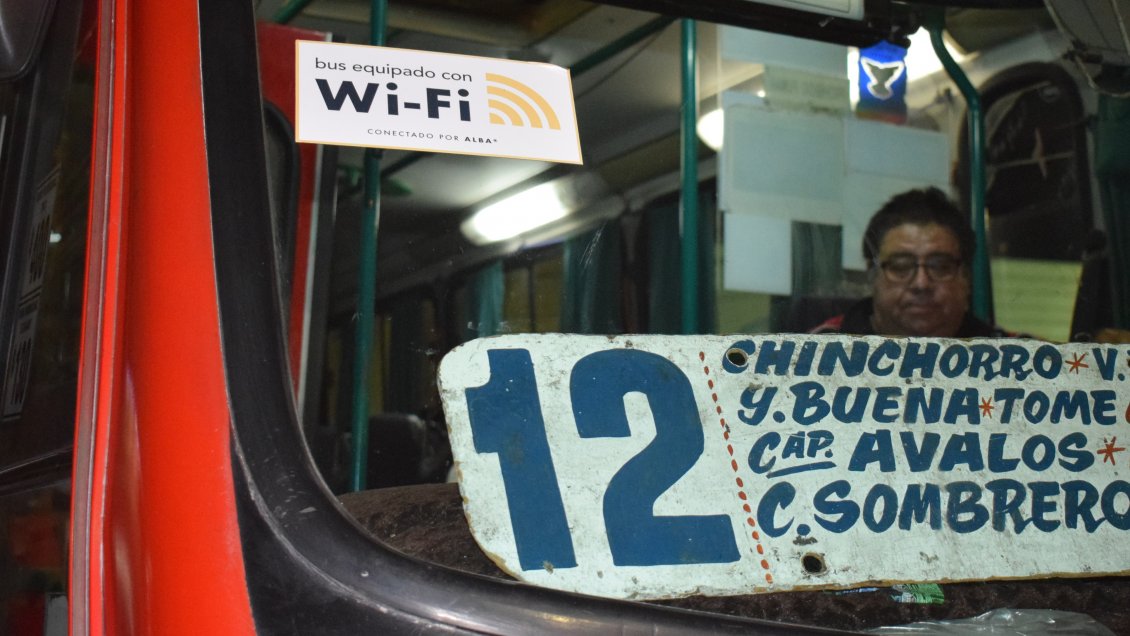 bus equipado con
Wi-Fi
CONECTADO POR ALBA*
12
CHINCHORRO * V.
Y. BUENA * TOME
CAP. AVALOS *
C. SOMBRERO